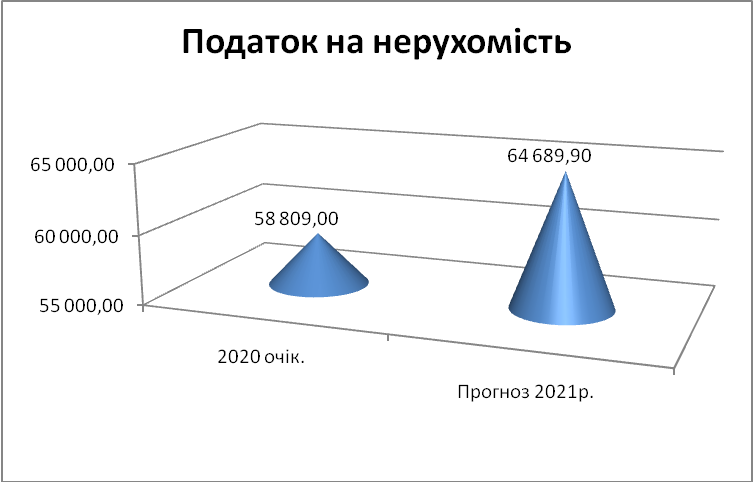 Податок на нерухомість
65 000,00
60 000,00
55 000,00
58 809,00
64 689,90
2020 очік.
Прогноз 2021р.